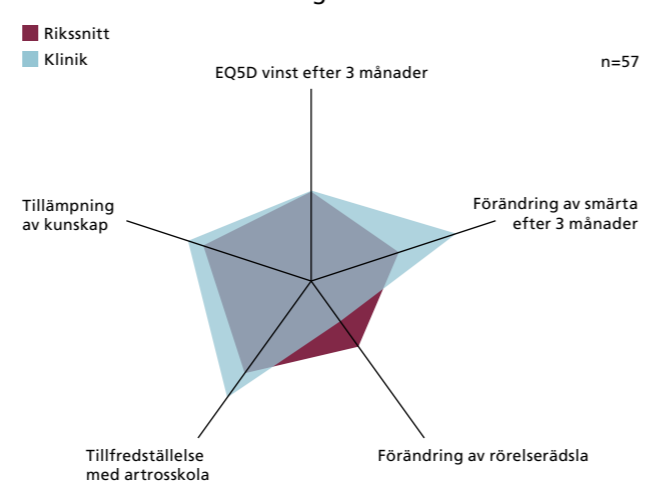 Rikssnitt
Klinik
n=57
EQ5D vinst efter 3 månader
Förändring av smärta
efter 3 månader
Tillämpning
av kunskap
Tillfredställelse
med artrosskola
Förändring av rörelserädsla